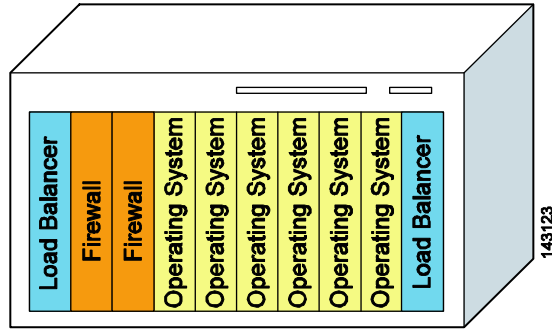 Load Balancer
Firewall
Firewall
Operating System
Operating System
Operating System
Operating System
Operating System
Operating System
Load Balancer
143123